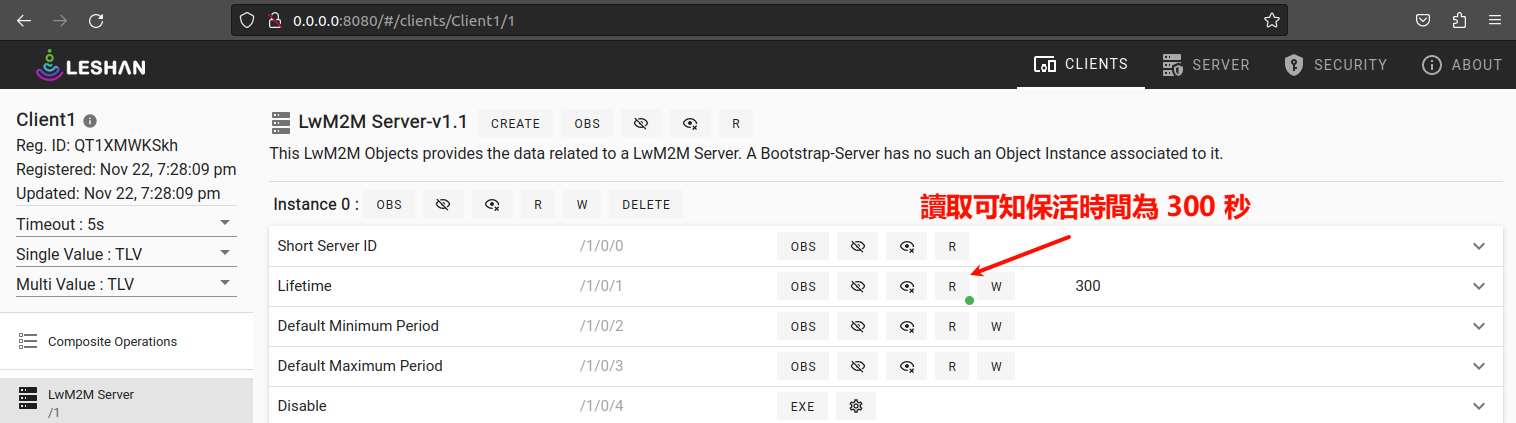 0.0.0.0:8080/#/clients/Client1/1
LESHAN
CLIENTS
SERVER
SECURITY
ABOUT
Client1
Reg. ID: QT1XMWKSkh
Registered: Nov 22, 7:28:09 pm
Updated: Nov 22, 7:28:09 pm
Timeout : 5s
Single Value : TLV
Multi Value : TLV
Composite Operations
LwM2M Server
/1
LwM2M Server-v1.1 CREATE OBS R
This LwM2M Objects provides the data related to a LwM2M Server. A Bootstrap-Server has no such an Object Instance associated to it.
Instance 0 : OBS R W DELETE
讀取可知保活時間為 300 秒
Short Server ID /1/0/0 OBS R
Lifetime /1/0/1 OBS R W 300
Default Minimum Period /1/0/2 OBS R W
Default Maximum Period /1/0/3 OBS R W
Disable /1/0/4 EXE